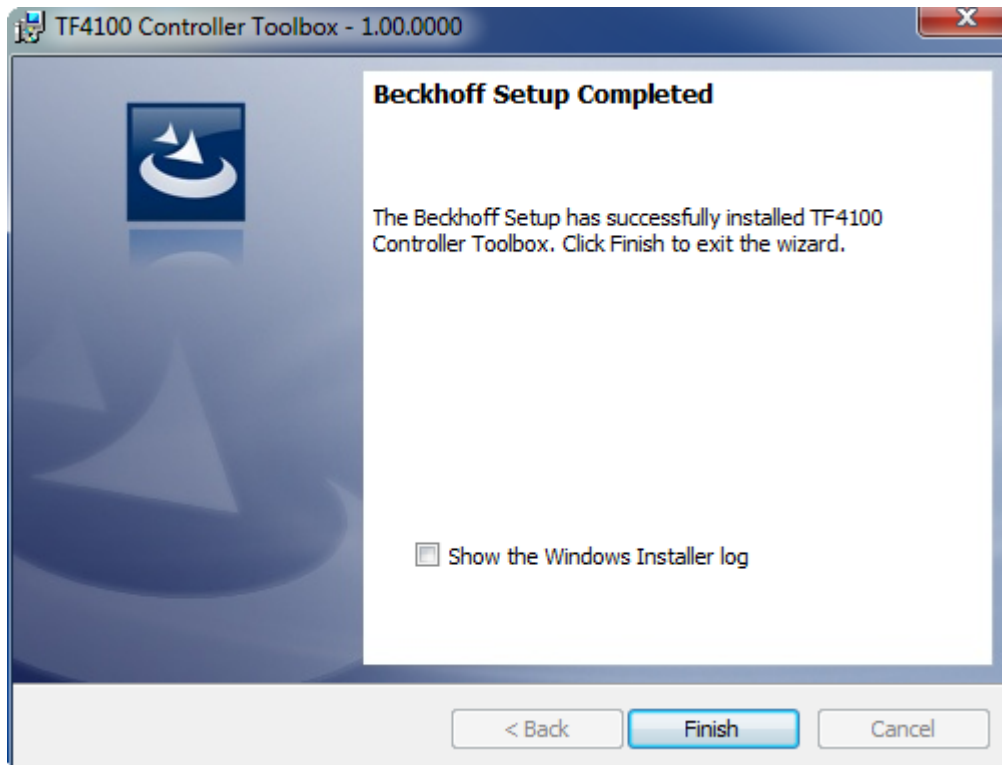 TF4100 Controller Toolbox - 1.00.0000
Beckhoff Setup Completed
The Beckhoff Setup has successfully installed TF4100
Controller Toolbox. Click Finish to exit the wizard.
Show the Windows Installer log
< Back
Finish
Cancel